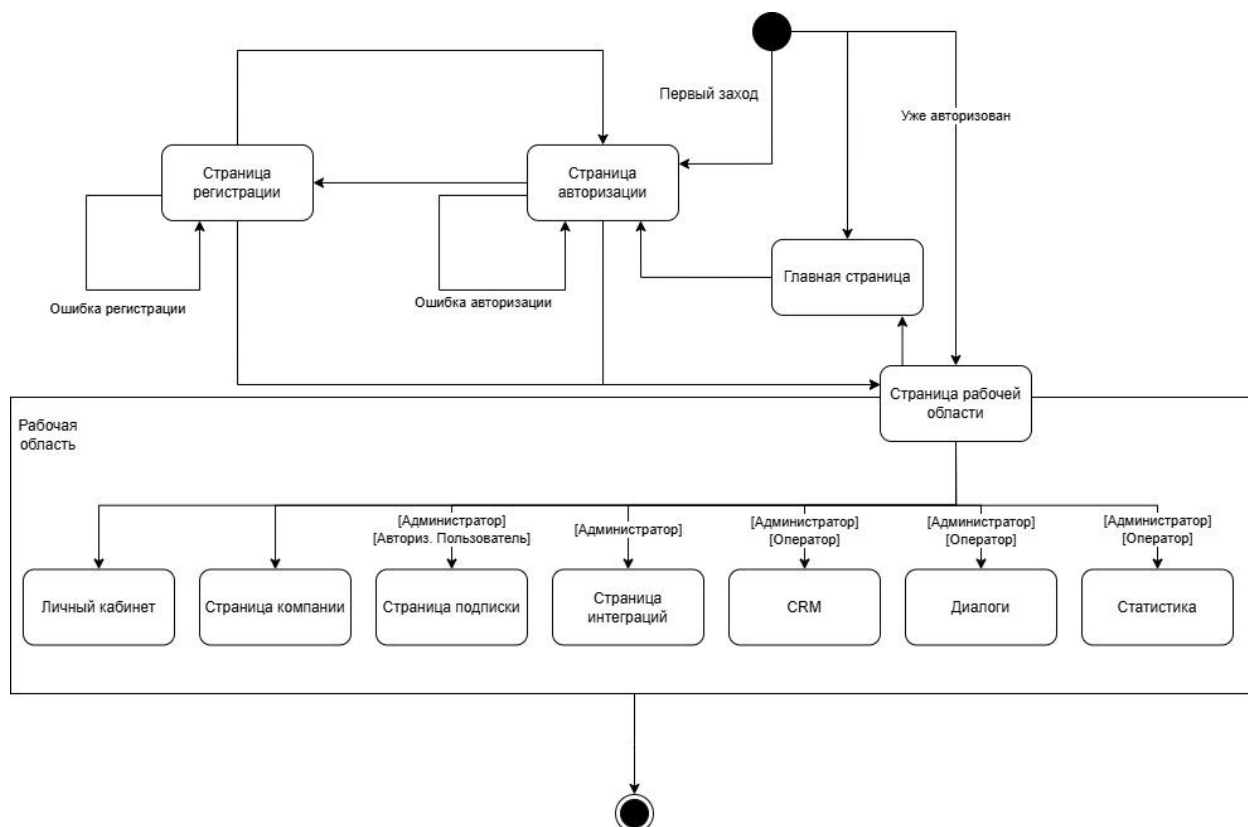 Первый заход
Уже авторизован
Страница
регистрации
Страница
авторизации
Главная страница
Ошибка регистрации
Ошибка авторизации
Страница рабочей
области
Рабочая
область
[Администратор]
[Авториз. Пользователь]
[Администратор]
[Администратор]
[Оператор]
[Администратор]
[Оператор]
[Администратор]
[Оператор]
Личный кабинет
Страница компании
Страница подписки
Страница
интеграций
CRM
Диалоги
Статистика